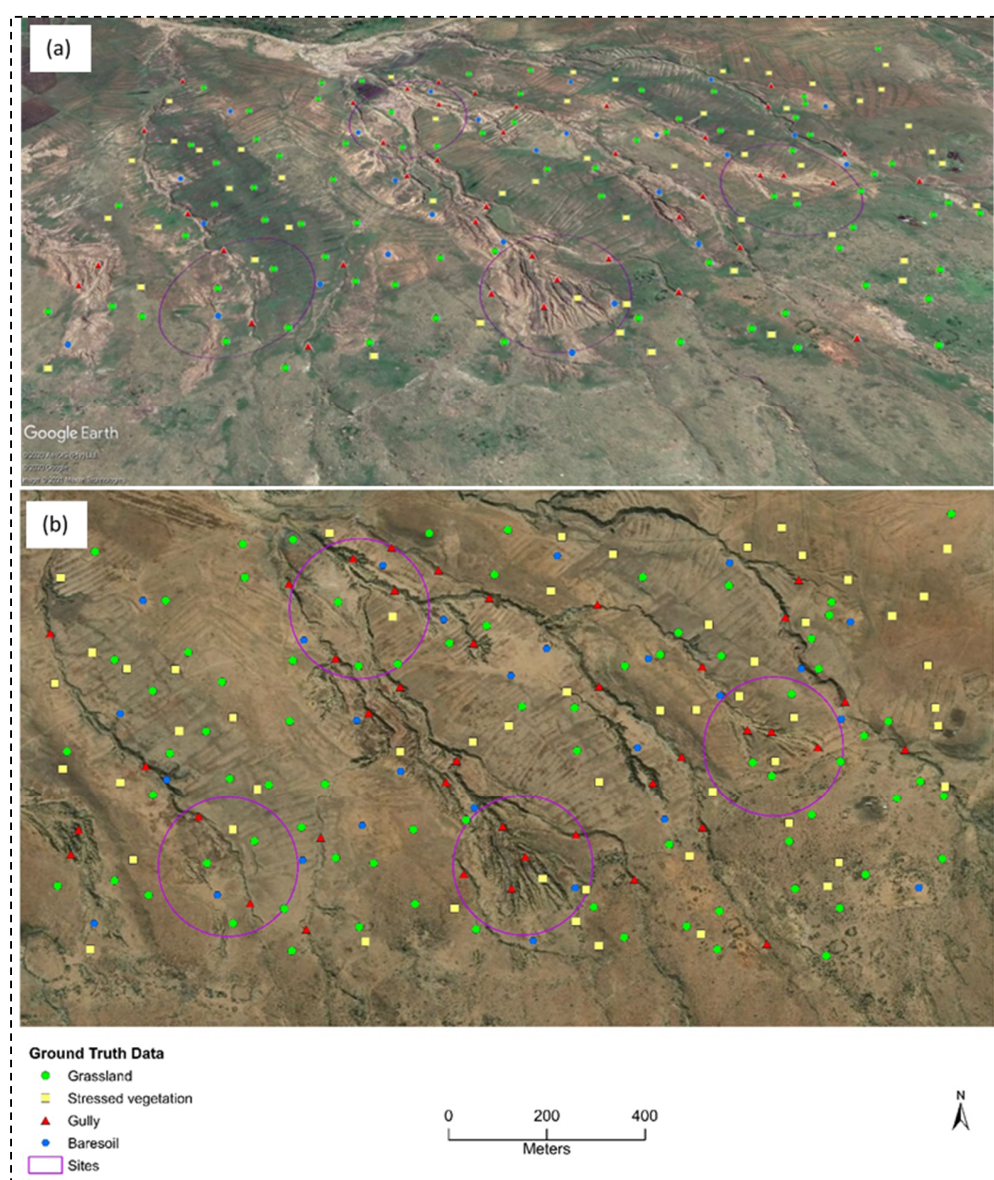 (a)
Google Earth
(b)
Ground Truth Data
Grassland
Stressed vegetation
Gully
Baresoil
Sites
0 200 400
Meters
N